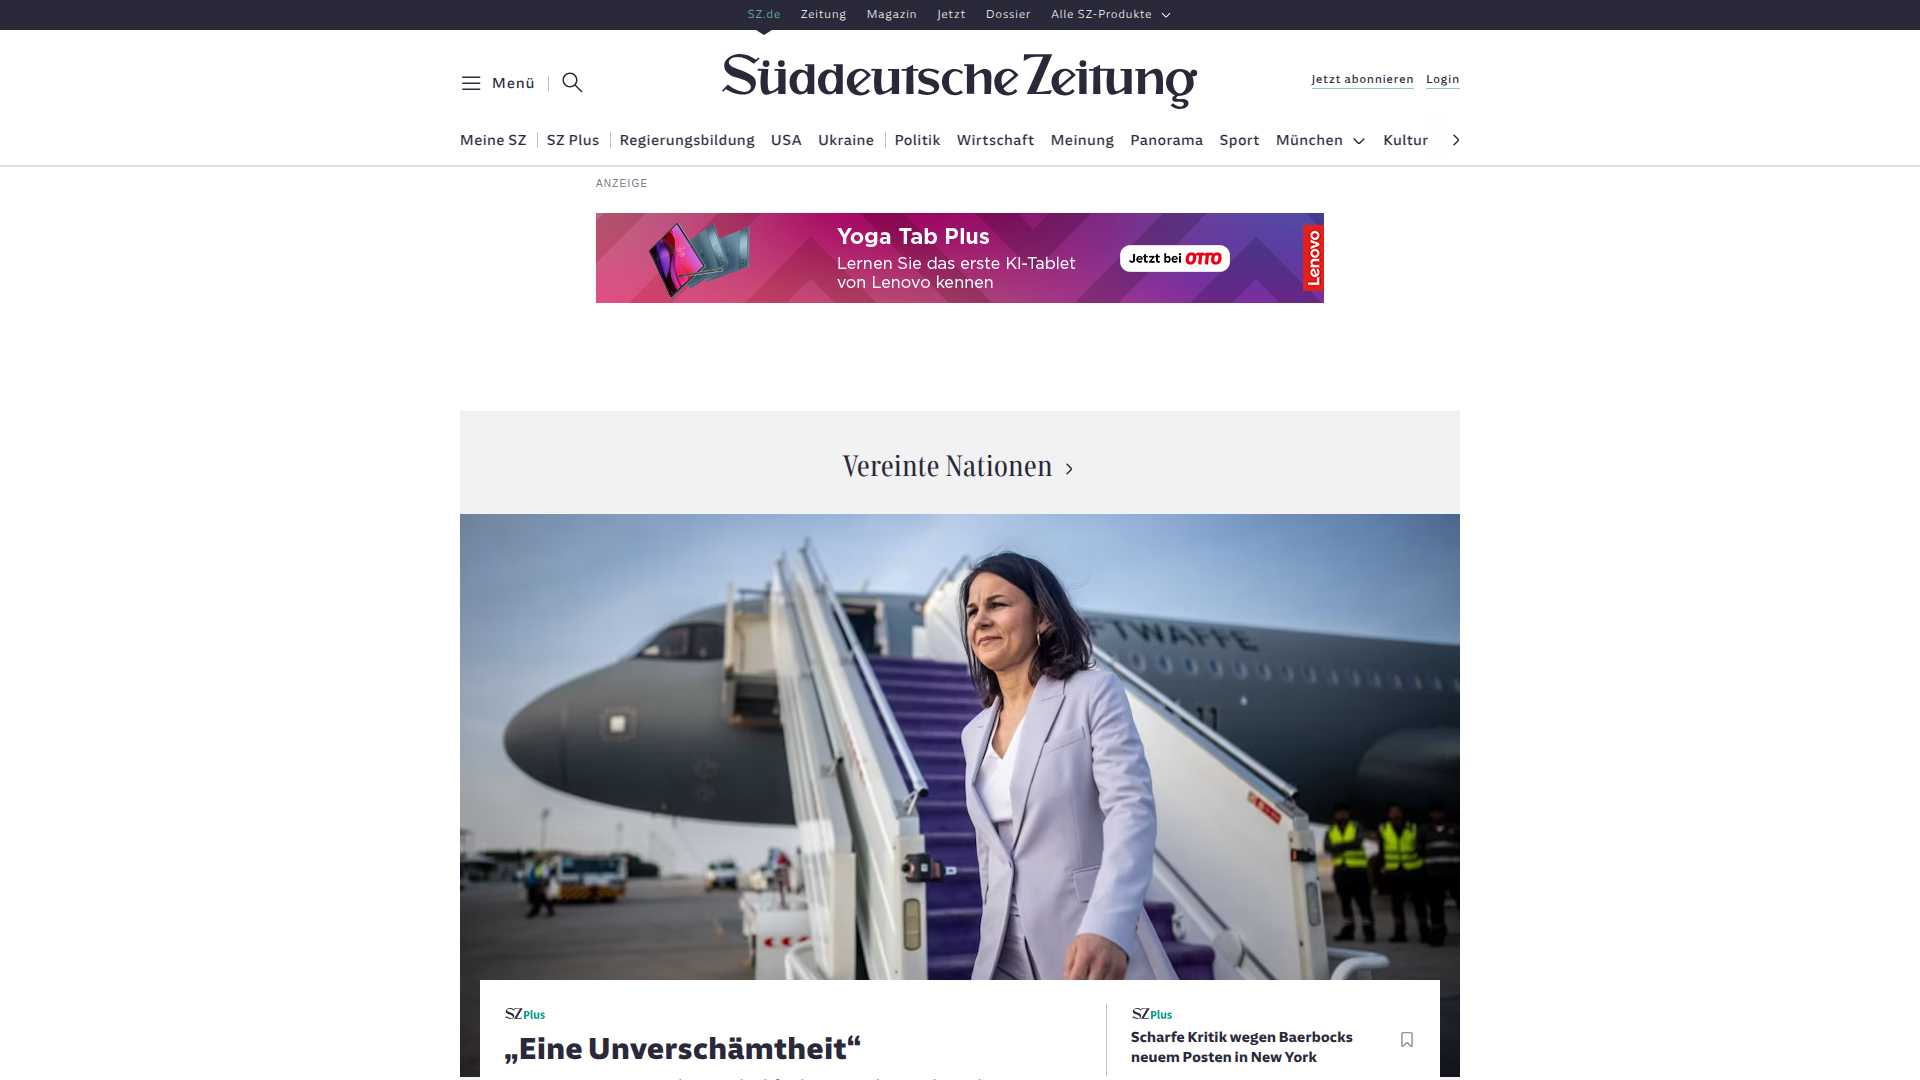 SZ.de Zeitung Magazin Jetzt Dossier Alle SZ-Produkte
Menü
Süddeutsche Zeitung
Jetzt abonnieren Login
Meine SZ SZ Plus Regierungsbildung USA Ukraine Politik Wirtschaft Meinung Panorama Sport München Kultur
ANZEIGE
Yoga Tab Plus
Lernen Sie das erste KI-Tablet
von Lenovo kennen
Jetzt bei OTTO
Lenovo
Vereinte Nationen
LUFTWAFFE
SZ Plus
„Eine Unverschämtheit“
SZ Plus
Scharfe Kritik wegen Baerbocks
neuem Posten in New York